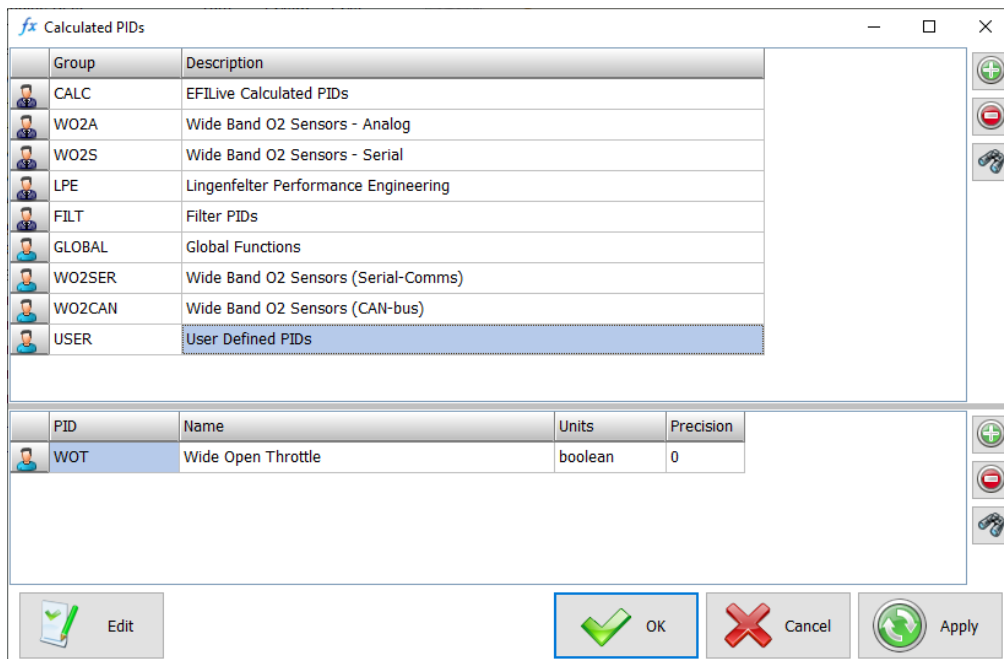 fx Calculated PIDs
Group Description
CALC EFILive Calculated PIDs
WO2A Wide Band O2 Sensors - Analog
WO2S Wide Band O2 Sensors - Serial
LPE Lingenfelter Performance Engineering
FILT Filter PIDs
GLOBAL Global Functions
WO2SER Wide Band O2 Sensors (Serial-Comms)
WO2CAN Wide Band O2 Sensors (CAN-bus)
USER User Defined PIDs
PID Name Units Precision
WOT Wide Open Throttle boolean 0
Edit OK Cancel Apply